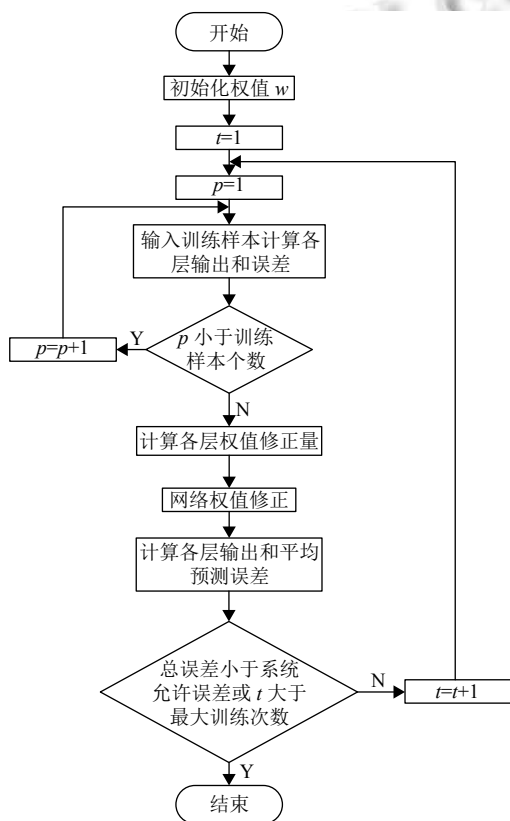 开始
初始化权值 w
t=1
p=1
输入训练样本计算各
层输出和误差
p 小于训练
样本个数
Y
p=p+1
N
计算各层权值修正量
网络权值修正
计算各层输出和平均
预测误差
总误差小于系统
允许误差或 t 大于
最大训练次数
N
t=t+1
Y
结束